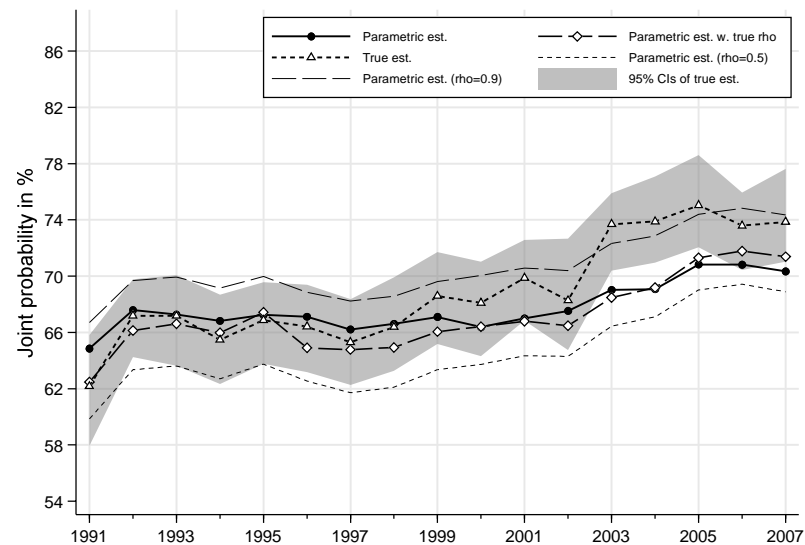 Parametric est.
True est.
Parametric est. (rho=0.9)
Parametric est. w. true rho
Parametric est. (rho=0.5)
95% CIs of true est.
Joint probability in %
86
82
78
74
70
66
62
58
54
1991 1993 1995 1997 1999 2001 2003 2005 2007